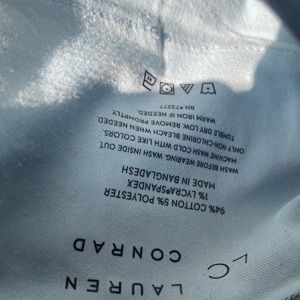 LC
LAUREN
CONRAD
94% COTTON 5% POLYESTER
1% LYCRA®SPANDEX
MADE IN BANGLADESH
WASH BEFORE WEARING. WASH INSIDE OUT.
MACHINE WASH COLD WITH LIKE COLORS.
ONLY NON-CHLORINE BLEACH WHEN NEEDED
TUMBLE DRY LOW. REMOVE PROMPTLY.
WARM IRON IF NEEDED.
RN #73277